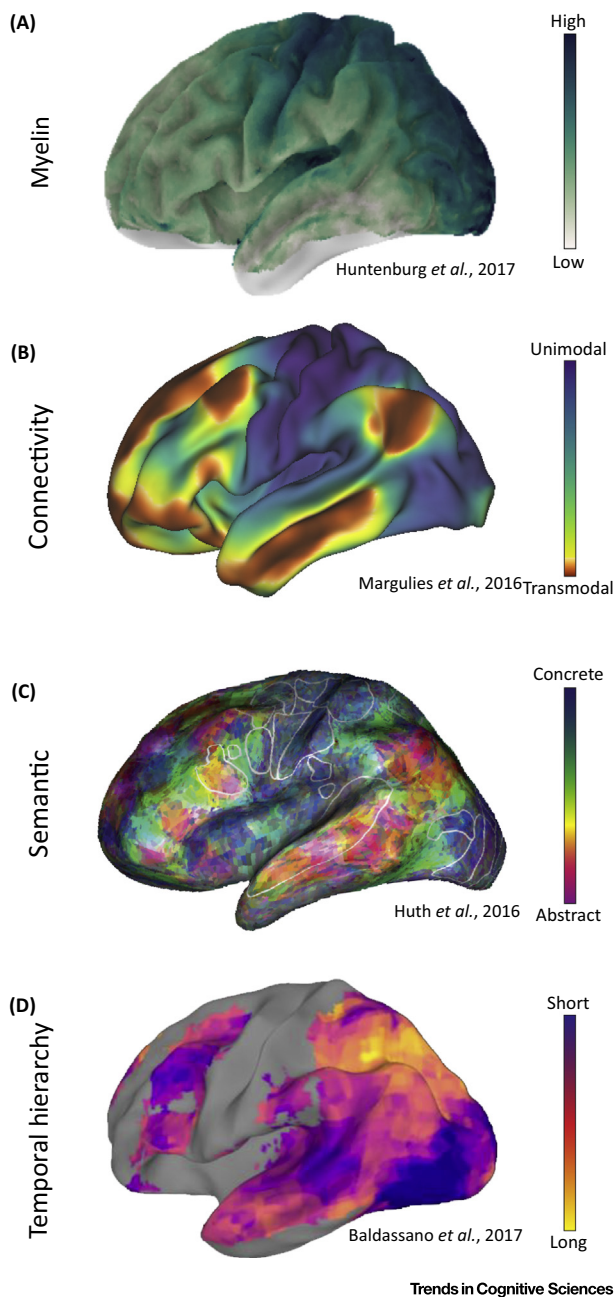 (A)
High
Myelin
Low
Huntenburg et al., 2017
(B)
Unimodal
Connectivity
Margulies et al., 2016
Transmodal
(C)
Concrete
Semantic
Huth et al., 2016
Abstract
(D)
Short
Temporal hierarchy
Baldassano et al., 2017
Long
Trends in Cognitive Sciences